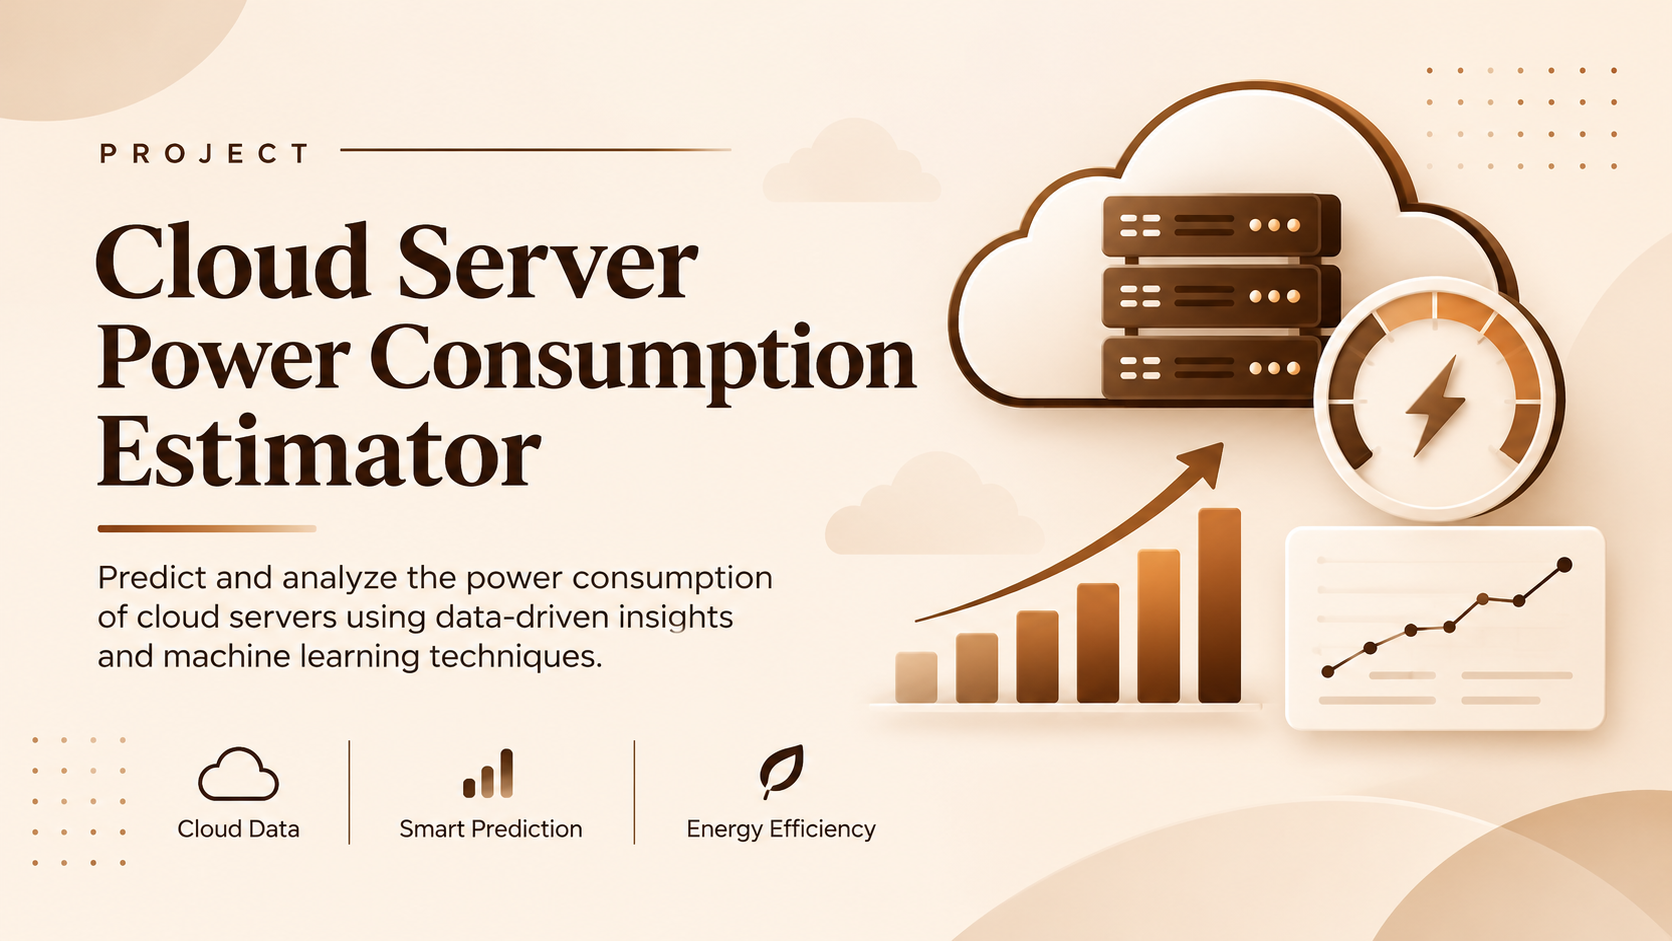 PROJECT
Cloud Server
Power Consumption
Estimator
Predict and analyze the power consumption
of cloud servers using data-driven insights
and machine learning techniques.
Cloud Data
Smart Prediction
Energy Efficiency